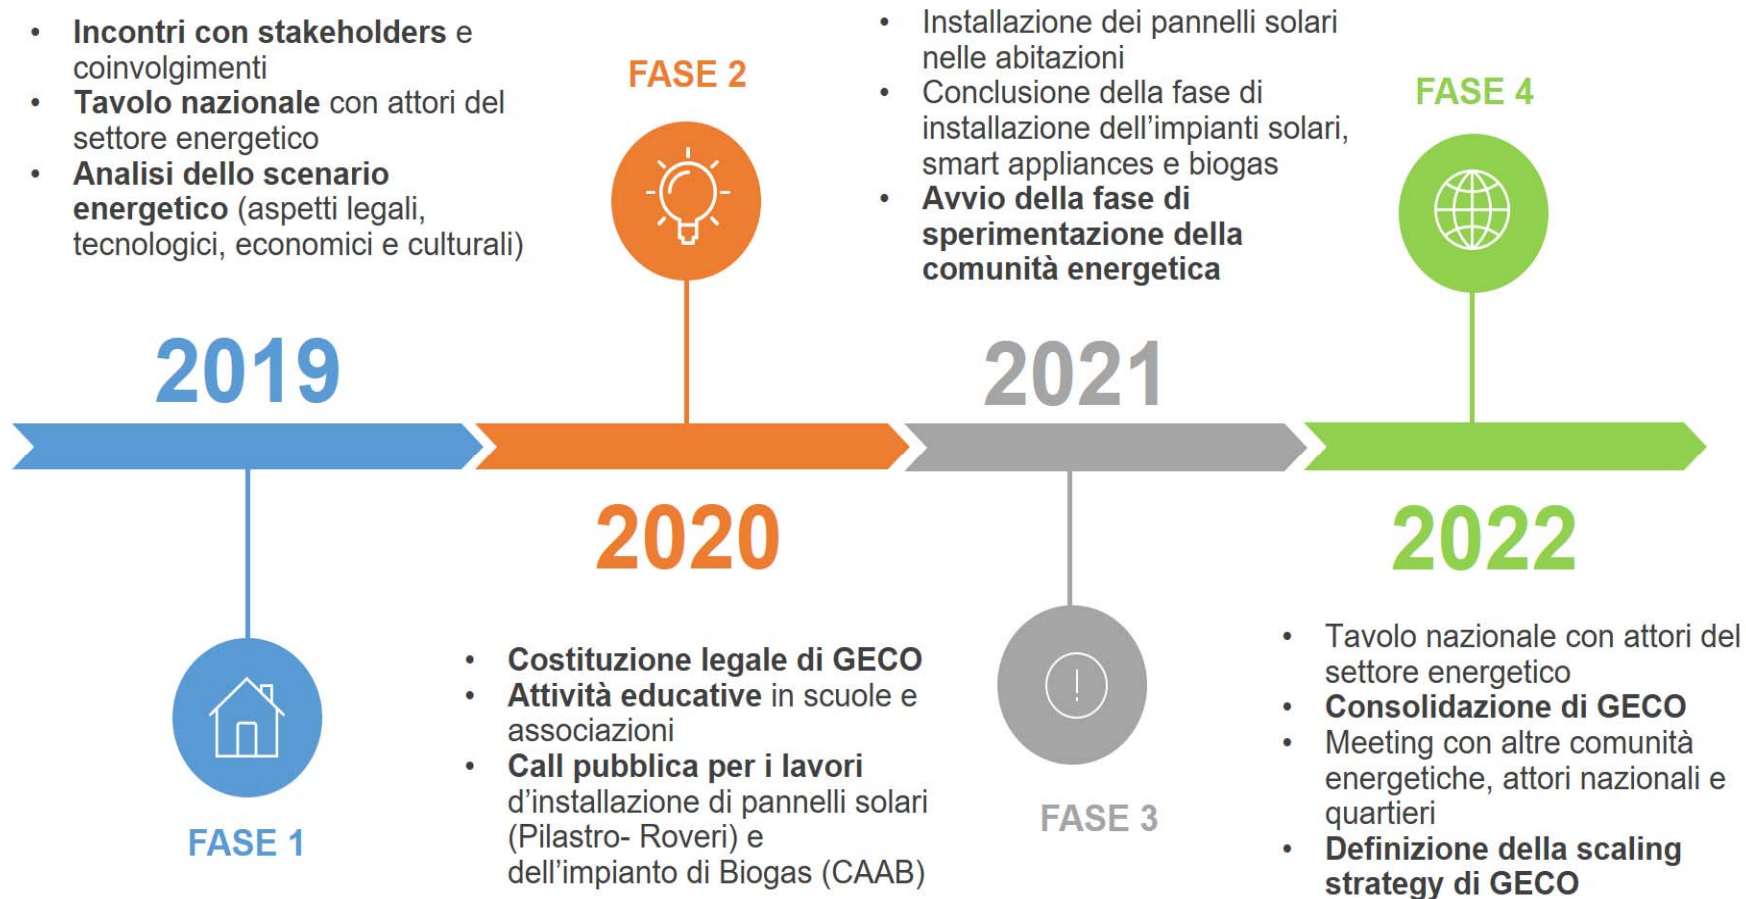 • Incontri con stakeholders e
coinvolgimenti
• Tavolo nazionale con attori del
settore energetico
• Analisi dello scenario
energetico (aspetti legali,
tecnologici, economici e culturali)
2019
FASE 1
FASE 2
2020
• Costituzione legale di GECO
• Attività educative in scuole e
associazioni
• Call pubblica per i lavori
d’installazione di pannelli solari
(Pilastro- Roveri) e
dell’impianto di Biogas (CAAB)
• Installazione dei pannelli solari
nelle abitazioni
• Conclusione della fase di
installazione dell’impianti solari,
smart appliances e biogas
• Avvio della fase di
sperimentazione della
comunità energetica
2021
FASE 3
FASE 4
2022
• Tavolo nazionale con attori del
settore energetico
• Consolidazione di GECO
• Meeting con altre comunità
energetiche, attori nazionali e
quartieri
• Definizione della scaling
strategy di GECO